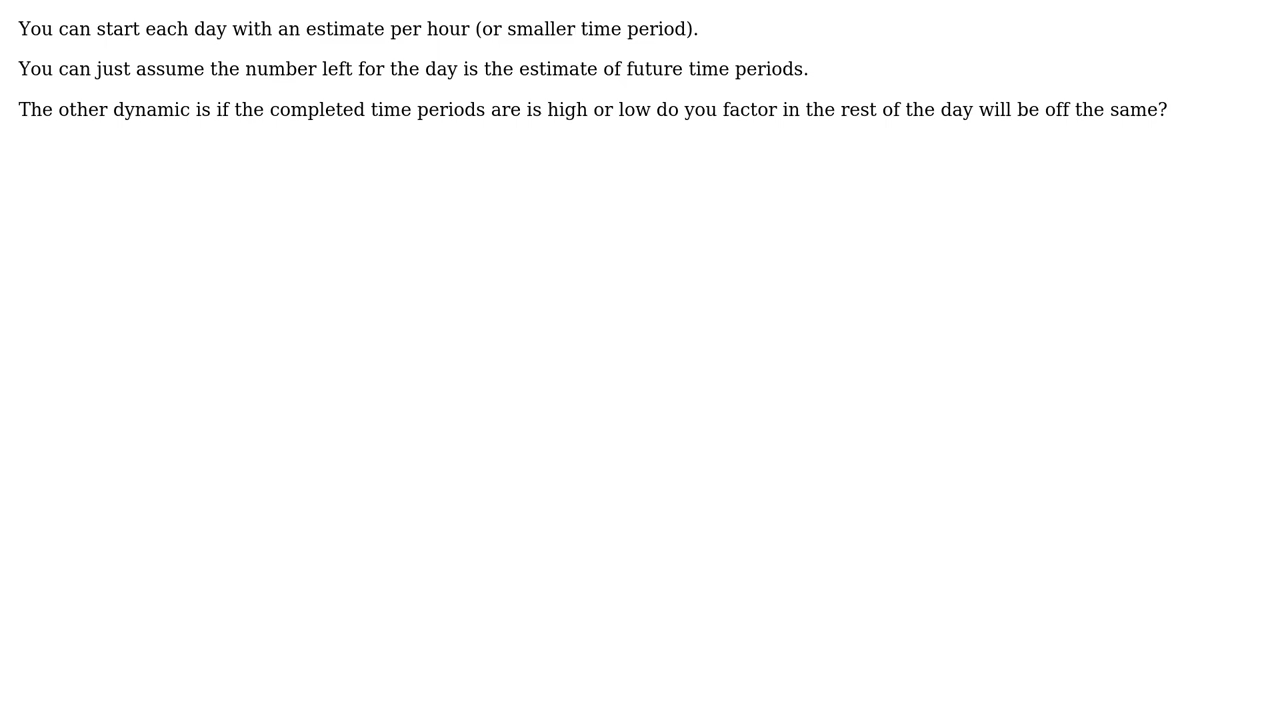 You can start each day with an estimate per hour (or smaller time period).
You can just assume the number left for the day is the estimate of future time periods.
The other dynamic is if the completed time periods are is high or low do you factor in the rest of the day will be off the same?